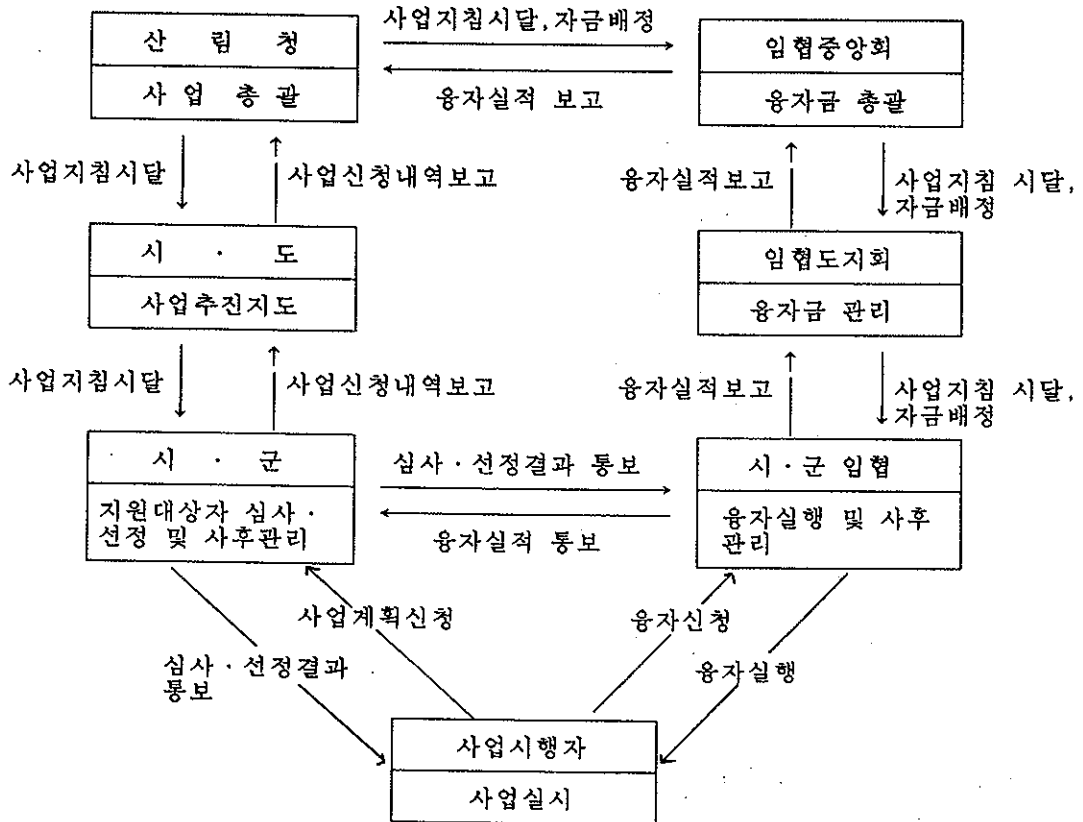 산 림 청
사업지침시달,자금배정
임협중앙회
사 업 총 괄
융자실적 보고
융자금 총괄
사업지침시달
사업신청내역보고
융자실적보고
사업지침 시달,
자금배정
시 · 도
임협도지회
사업추진지도
융자금 관리
사업지침시달
사업신청내역보고
융자실적보고
사업지침 시달,
자금배정
시 · 군
심사 · 선정결과 통보
시 · 군 임협
지원대상자 심사 ·
선정 및 사후관리
융자실적 통보
융자실행 및 사후
관리
사업계획신청
융자신청
심사 · 선정결과
통보
융자실행
사업시행자
사업실시